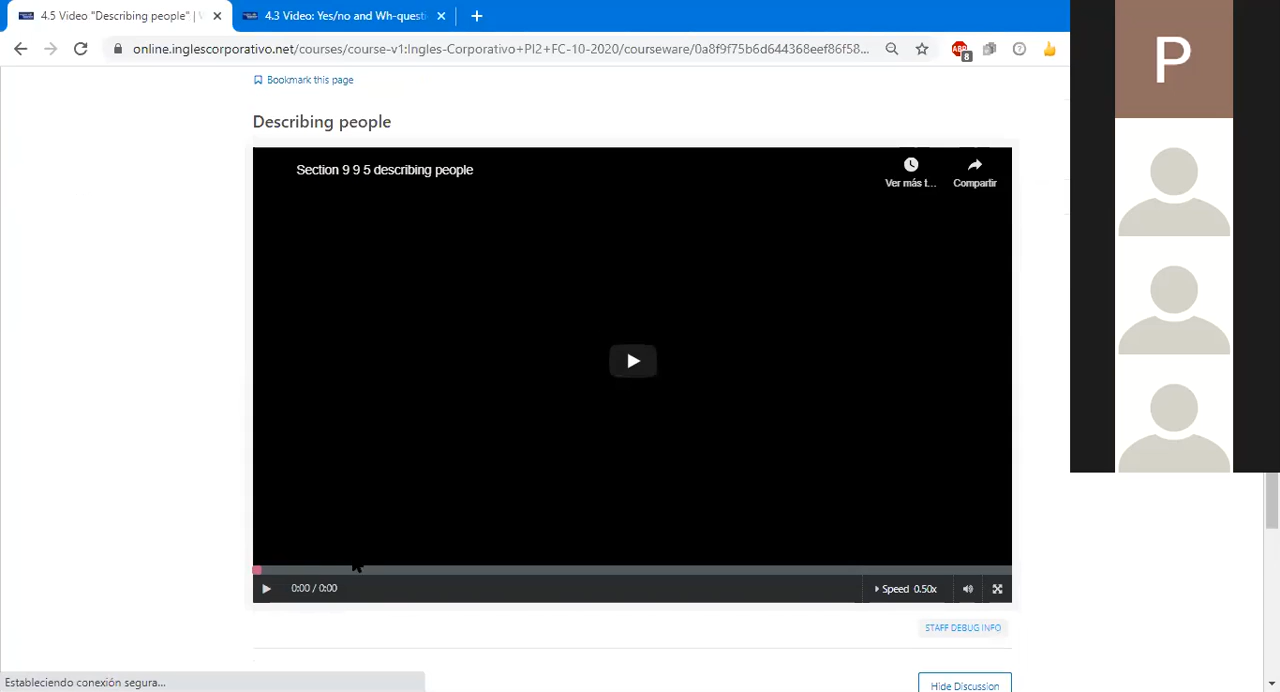 4.5 Video "Describing people" |
4.3 Video: Yes/no and Wh-questi
online.inglescorporativo.net/courses/course-v1:Ingles-Corporativo+PI2+FC-10-2020/courseware/0a8f9f75b6d644368eef86f58...
ABP
8
P
Bookmark this page
Describing people
Section 9 9 5 describing people
Ver más t...
Compartir
0:00 / 0:00
Speed 0.50x
STAFF DEBUG INFO
Estableciendo conexión segura...
Hide Discussion